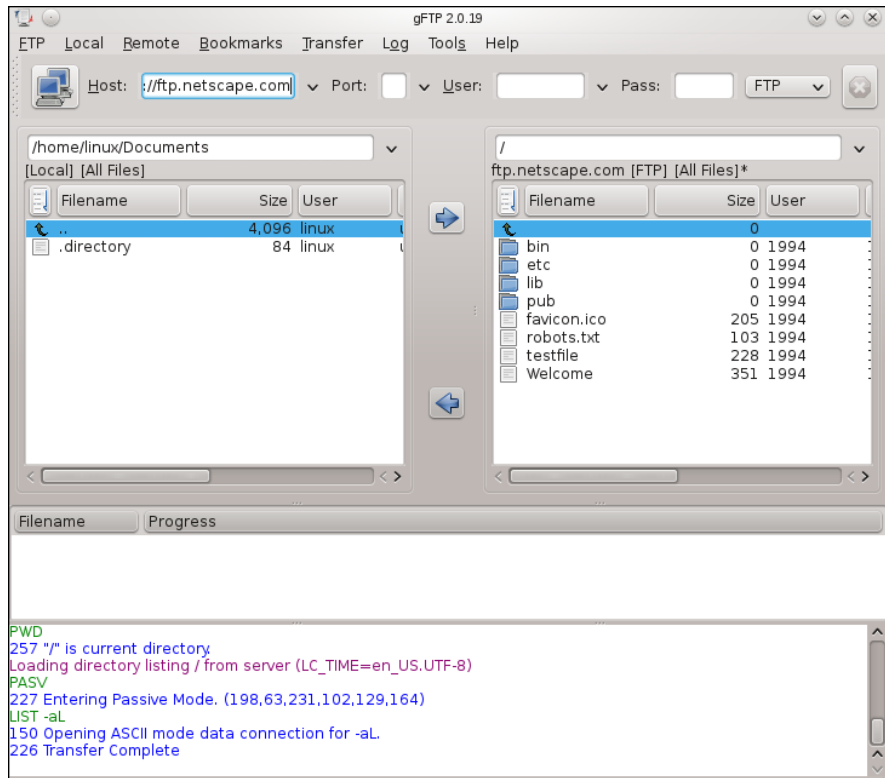 gFTP 2.0.19
FTP Local Remote Bookmarks Transfer Log Tools Help
Host: ://ftp.netscape.com Port: User: Pass: FTP
/home/linux/Documents
[Local] [All Files]
Filename Size User
.. 4,096 linux
.directory 84 linux
/
ftp.netscape.com [FTP] [All Files]*
Filename Size User
0
bin 0 1994
etc 0 1994
lib 0 1994
pub 0 1994
favicon.ico 205 1994
robots.txt 103 1994
testfile 228 1994
Welcome 351 1994
Filename Progress
PWD
257 "/" is current directory.
Loading directory listing / from server (LC_TIME=en_US.UTF-8)
PASV
227 Entering Passive Mode. (198,63,231,102,129,164)
LIST -aL
150 Opening ASCII mode data connection for -aL.
226 Transfer Complete